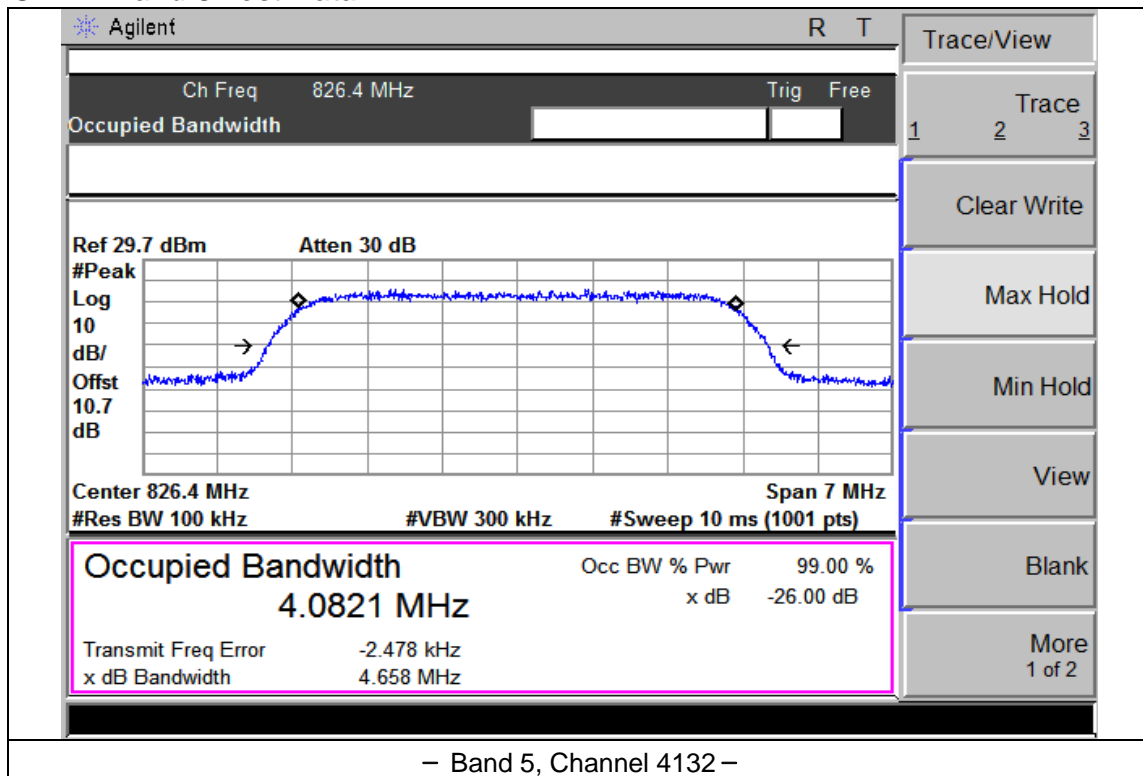 Agilent R T
Trace/View
Ch Freq 826.4 MHz Trig Free
Occupied Bandwidth
Trace
1 2 3
Clear Write
Max Hold
Min Hold
View
Blank
More
1 of 2
Ref 29.7 dBm Atten 30 dB
#Peak
Log
10
dB/
Offst
10.7
dB
Center 826.4 MHz Span 7 MHz
#Res BW 100 kHz #VBW 300 kHz #Sweep 10 ms (1001 pts)
Occupied Bandwidth Occ BW % Pwr 99.00 %
4.0821 MHz x dB -26.00 dB
Transmit Freq Error -2.478 kHz
x dB Bandwidth 4.658 MHz
– Band 5, Channel 4132 –